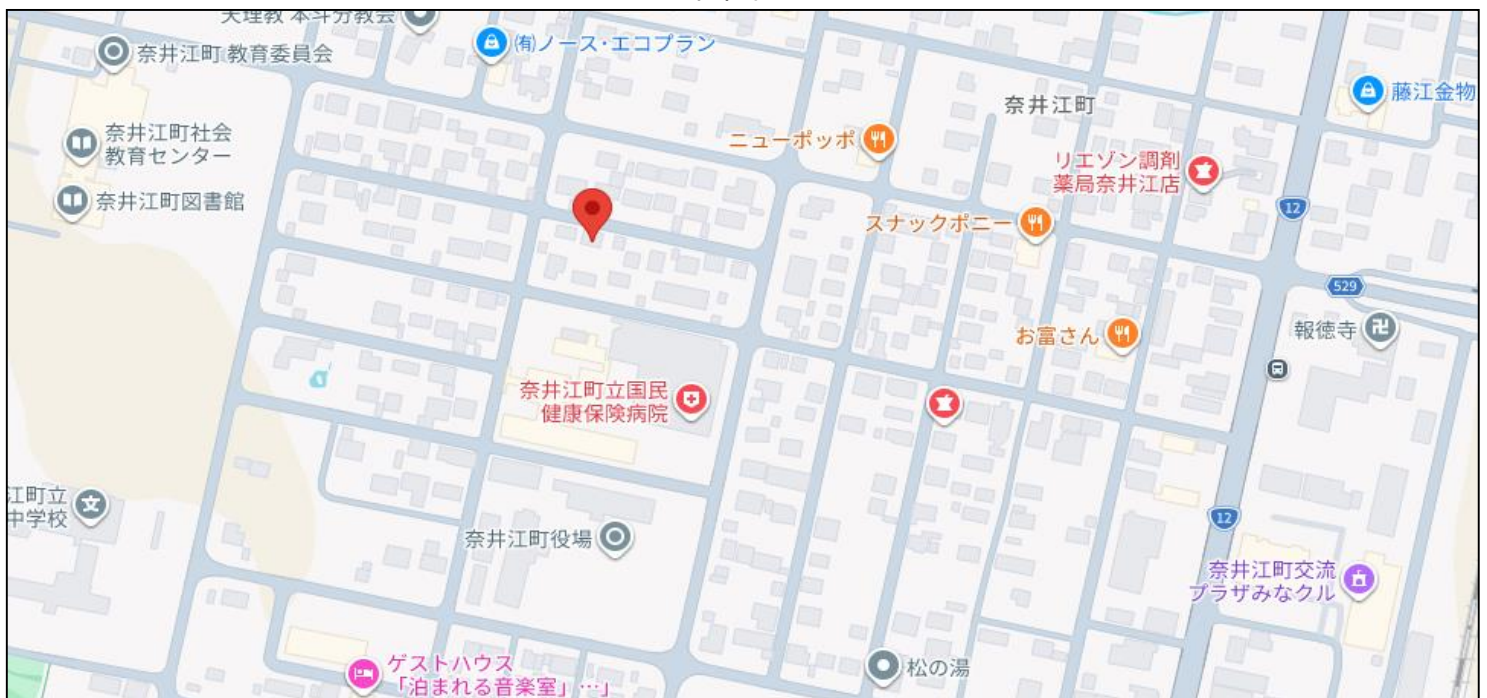 天理教 本斗分教会
奈井江町 教育委員会
(有)ノース・エコプラン
藤江金物
奈井江町
奈井江町社会
教育センター
ニューポッポ
リエゾン調剤
薬局奈井江店
奈井江町図書館
スナックポニー
12
529
お富さん
報徳寺
奈井江町立国民
健康保険病院
江町立
中学校
12
奈井江町役場
奈井江町交流
プラザみなクル
ゲストハウス
「泊まれる音楽室」…」
松の湯